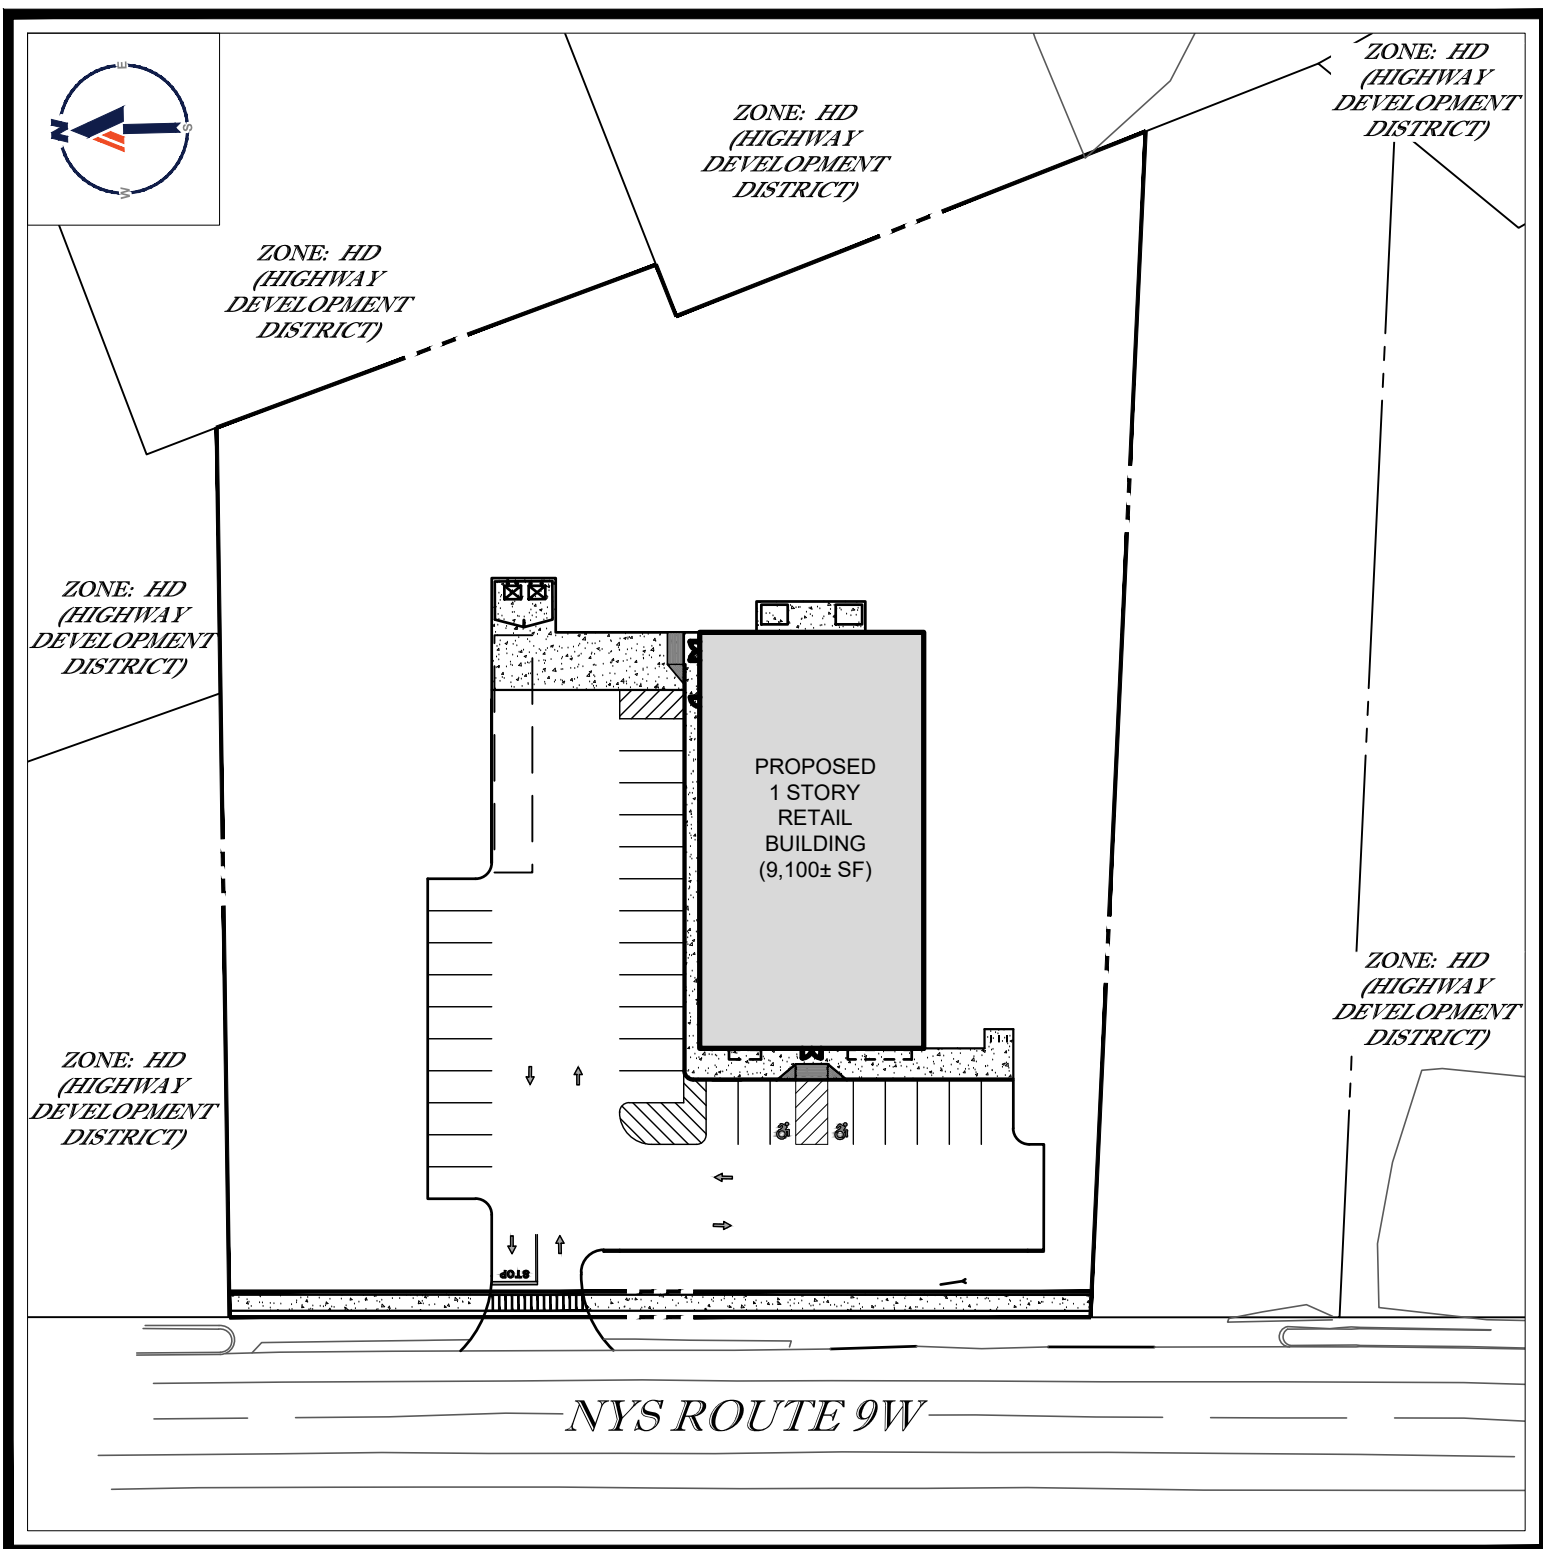 E
N
S
W
ZONE: HD
(HIGHWAY
DEVELOPMENT
DISTRICT)
ZONE: HD
(HIGHWAY
DEVELOPMENT
DISTRICT)
ZONE: HD
(HIGHWAY
DEVELOPMENT
DISTRICT)
ZONE: HD
(HIGHWAY
DEVELOPMENT
DISTRICT)
PROPOSED
1 STORY
RETAIL
BUILDING
(9,100± SF)
ZONE: HD
(HIGHWAY
DEVELOPMENT
DISTRICT)
ZONE: HD
(HIGHWAY
DEVELOPMENT
DISTRICT)
STOP
NYS ROUTE 9W